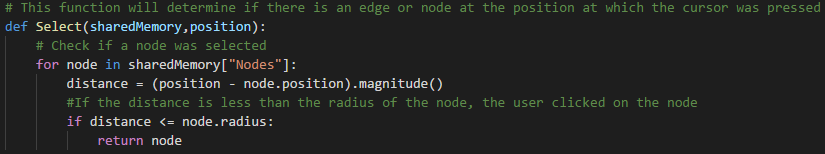 # This function will determine if there is an edge or node at the position at which the cursor was pressed
def Select(sharedMemory,position):
    # Check if a node was selected
    for node in sharedMemory["Nodes"]:
        distance = (position - node.position).magnitude()
        #If the distance is less than the radius of the node, the user clicked on the node
        if distance <= node.radius:
            return node